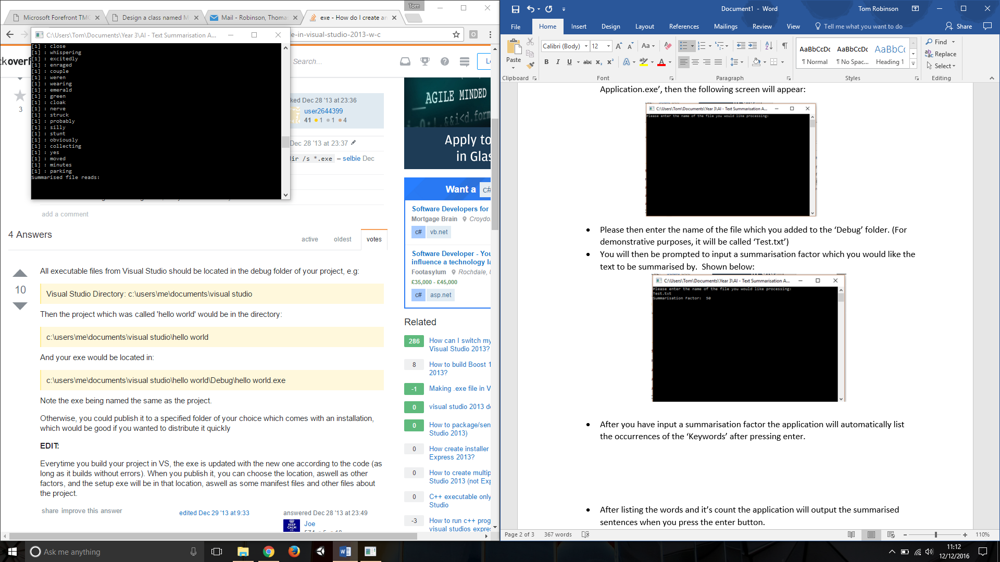 Tom
Microsoft Forefront TMG
Design a class named M
Mail - Robinson, Thomas
exe - How do I create an
e-in-visual-studio-2013-w-c
C:\Users\Tom\Documents\Year 3\AI - Text Summarisation A...
[1] : close
[1] : whispering
[1] : excitedly
[1] : enraged
[1] : couple
[1] : weren
[1] : wearing
[1] : emerald
[1] : green
[1] : cloak
[1] : nerve
[1] : struck
[1] : probably
[1] : silly
[1] : stunt
[1] : obviously
[1] : collecting
[1] : yes
[1] : moved
[1] : minutes
[1] : parking
Summarised file reads:
Search...
3
ked Dec 28 '13 at 23:36
user2644399
41 1 1 4
Dec 28 '13 at 23:37
dir /s *.exe – selbie Dec
add a comment
4 Answers
active oldest votes
10
All executable files from Visual Studio should be located in the debug folder of your project, e.g:
Visual Studio Directory: c:\users\me\documents\visual studio
Then the project which was called 'hello world' would be in the directory:
c:\users\me\documents\visual studio\hello world
And your exe would be located in:
c:\users\me\documents\visual studio\hello world\Debug\hello world.exe
Note the exe being named the same as the project.
Otherwise, you could publish it to a specified folder of your choice which comes with an installation,
which would be good if you wanted to distribute it quickly
EDIT:
Everytime you build your project in VS, the exe is updated with the new one according to the code (as
long as it builds without errors). When you publish it, you can choose the location, aswell as other
factors, and the setup exe will be in that location, aswell as some manifest files and other files about
the project.
share improve this answer
edited Dec 29 '13 at 9:33
answered Dec 28 '13 at 23:49
KEEP CALM
Joe
AGILE MINDED
Apply to
in Glas
Want a c#
Software Developers for
Mortgage Brain Croydo
c# vb.net
Software Developer - You
influence a technology la
Footasylum Rochdale, U
£35,000 - £45,000
c# asp.net
Related
286 How can I switch my
Visual Studio 2013?
8 How to build Boost 1
2013?
-1 Making .exe file in V
0 visual studio 2013 de
0 How to package/sen
Studio 2013)
0 How create installer
Express 2013?
0 How to create multip
Studio 2013 (not Exp
0 C++ executable only
Studio
-3 How to run c++ prog
visual studios expres
Document1 - Word
Tom Robinson
File Home Insert Design Layout References Mailings Review View Tell me what you want to do Share
Paste
Calibri (Body) 12
AaBbCcDc AaBbCcDc AaBbCc
¶ Normal ¶ No Spac... Heading 1
Find
Replace
Select
Clipboard Font Paragraph Styles Editing
Application.exe’, then the following screen will appear:
C:\Users\Tom\Documents\Year 3\AI - Text Summarisation A...
Please enter the name of the file you would like processing:
• Please then enter the name of the file which you added to the ‘Debug’ folder. (For
demonstrative purposes, it will be called ‘Test.txt’)
• You will then be prompted to input a summarisation factor which you would like the
text to be summarised by.  Shown below:
C:\Users\Tom\Documents\Year 3\AI - Text Summarisation A...
Please enter the name of the file you would like processing:
Test.txt
Summarisation Factor:  50
• After you have input a summarisation factor the application will automatically list
the occurrences of the ‘Keywords’ after pressing enter.
• After listing the words and it’s count the application will output the summarised
sentences when you press the enter button.
Page 2 of 3 367 words
110%
Ask me anything
11:12
12/12/2016